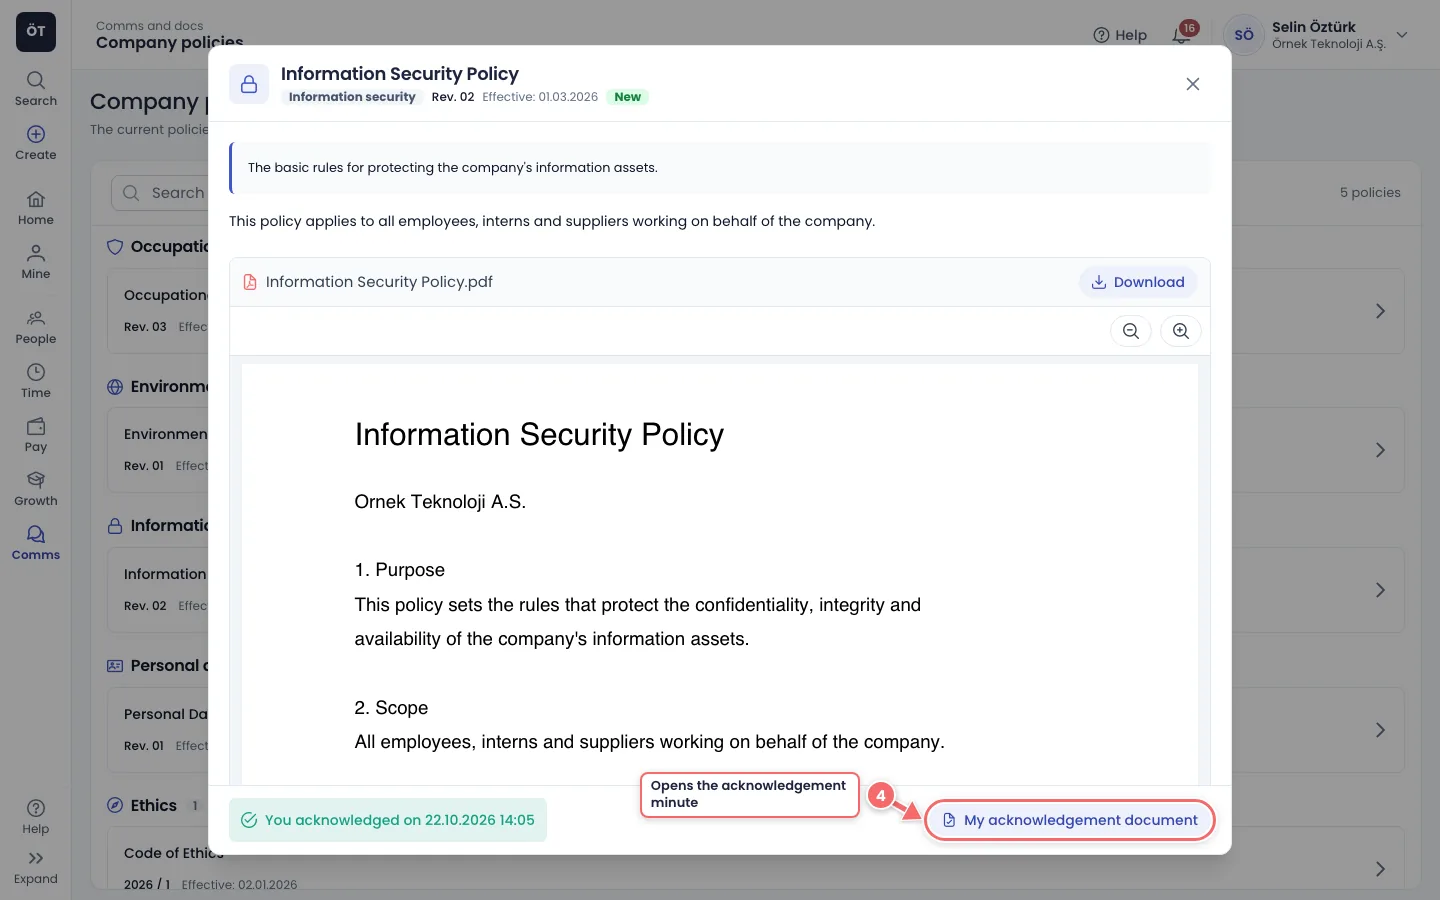 ÖT
Search
Create
Home
Mine
People
Time
Pay
Growth
Comms
Help
Expand
Comms and docs
Company policies
Help
16
SÖ
Selin Öztürk
Örnek Teknoloji A.Ş.
Company
The current policie
Search
5 policies
Occupatio
Occupation
Rev. 03 Effec
Environme
Environmen
Rev. 01 Effect
Informatio
Information
Rev. 02 Effec
Personal
Personal Da
Rev. 01 Effect
Ethics 1
Code of Ethics
2026 / 1 Effective: 02.01.2026
Information Security Policy
Information security Rev. 02 Effective: 01.03.2026 New
The basic rules for protecting the company's information assets.
This policy applies to all employees, interns and suppliers working on behalf of the company.
Information Security Policy.pdf
Download
Information Security Policy
Ornek Teknoloji A.S.
1. Purpose
This policy sets the rules that protect the confidentiality, integrity and
availability of the company's information assets.
2. Scope
All employees, interns and suppliers working on behalf of the company.
Opens the acknowledgement
minute
4
You acknowledged on 22.10.2026 14:05
My acknowledgement document